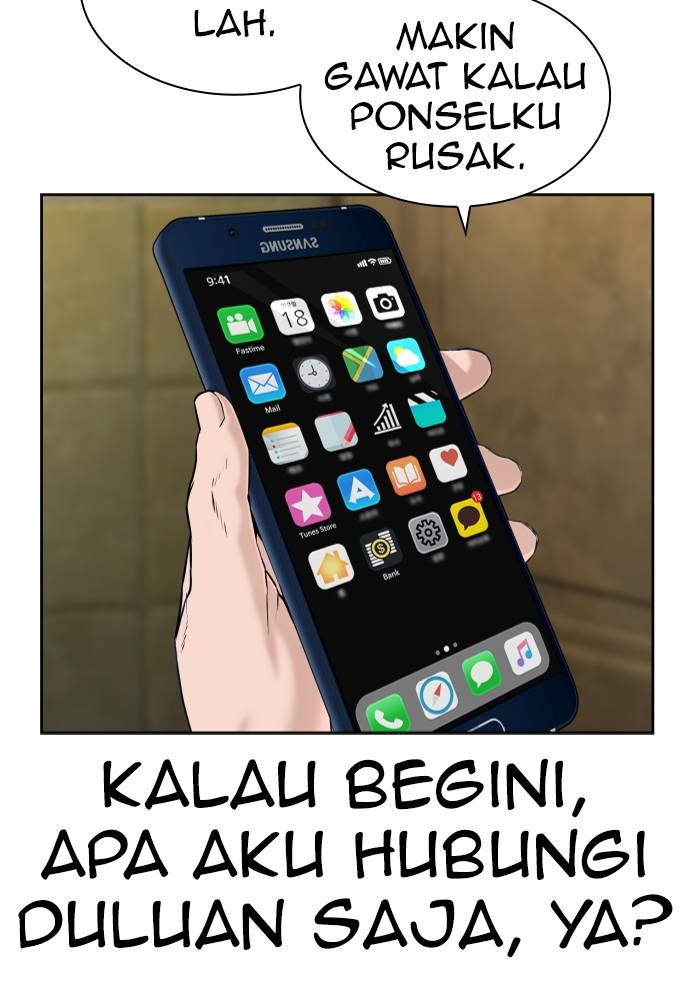 LAH.
MAKIN
GAWAT KALAU
PONSELKU
RUSAK.
SAMSUNG
9:41
18
Fastime
Mail
Tunes Store
13
Bank
KALAU BEGINI,
APA AKU HUBUNGI
DULUAN SAJA, YA?